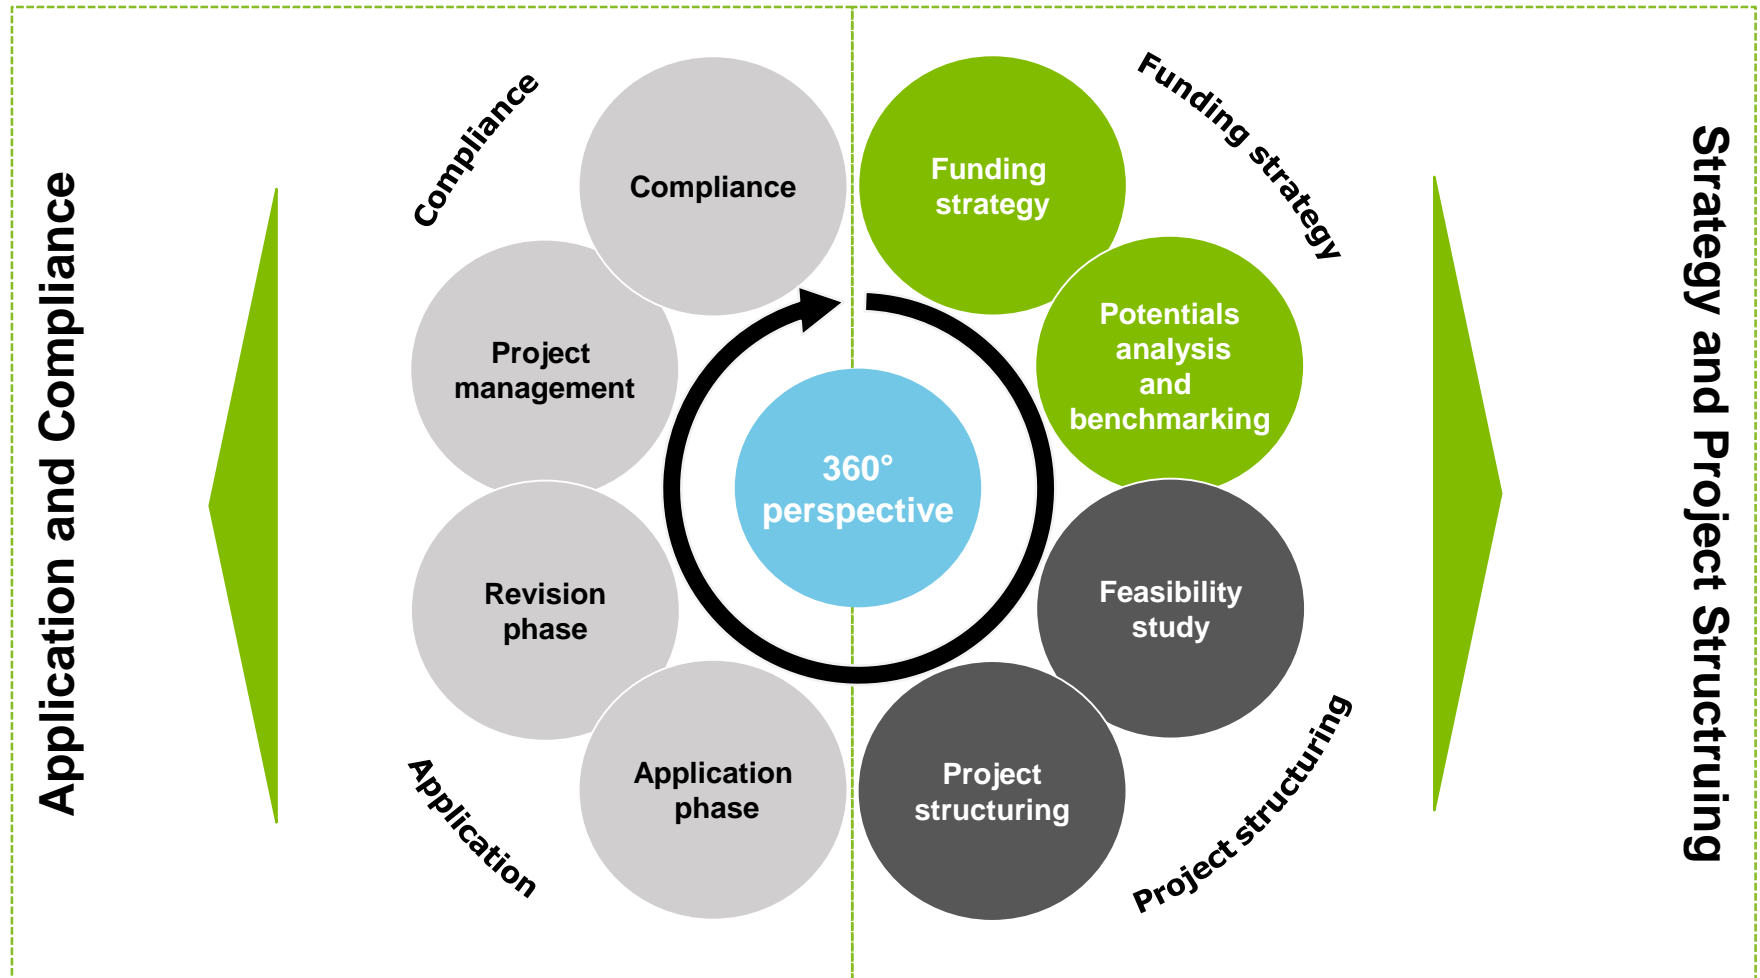 Application and Compliance
Compliance
Compliance
Funding
strategy
Funding strategy
Strategy and Project Structruing
Project
management
Potentials
analysis
and
benchmarking
360°
perspective
Revision
phase
Feasibility
study
Application
Application
phase
Project
structuring
Project structuring